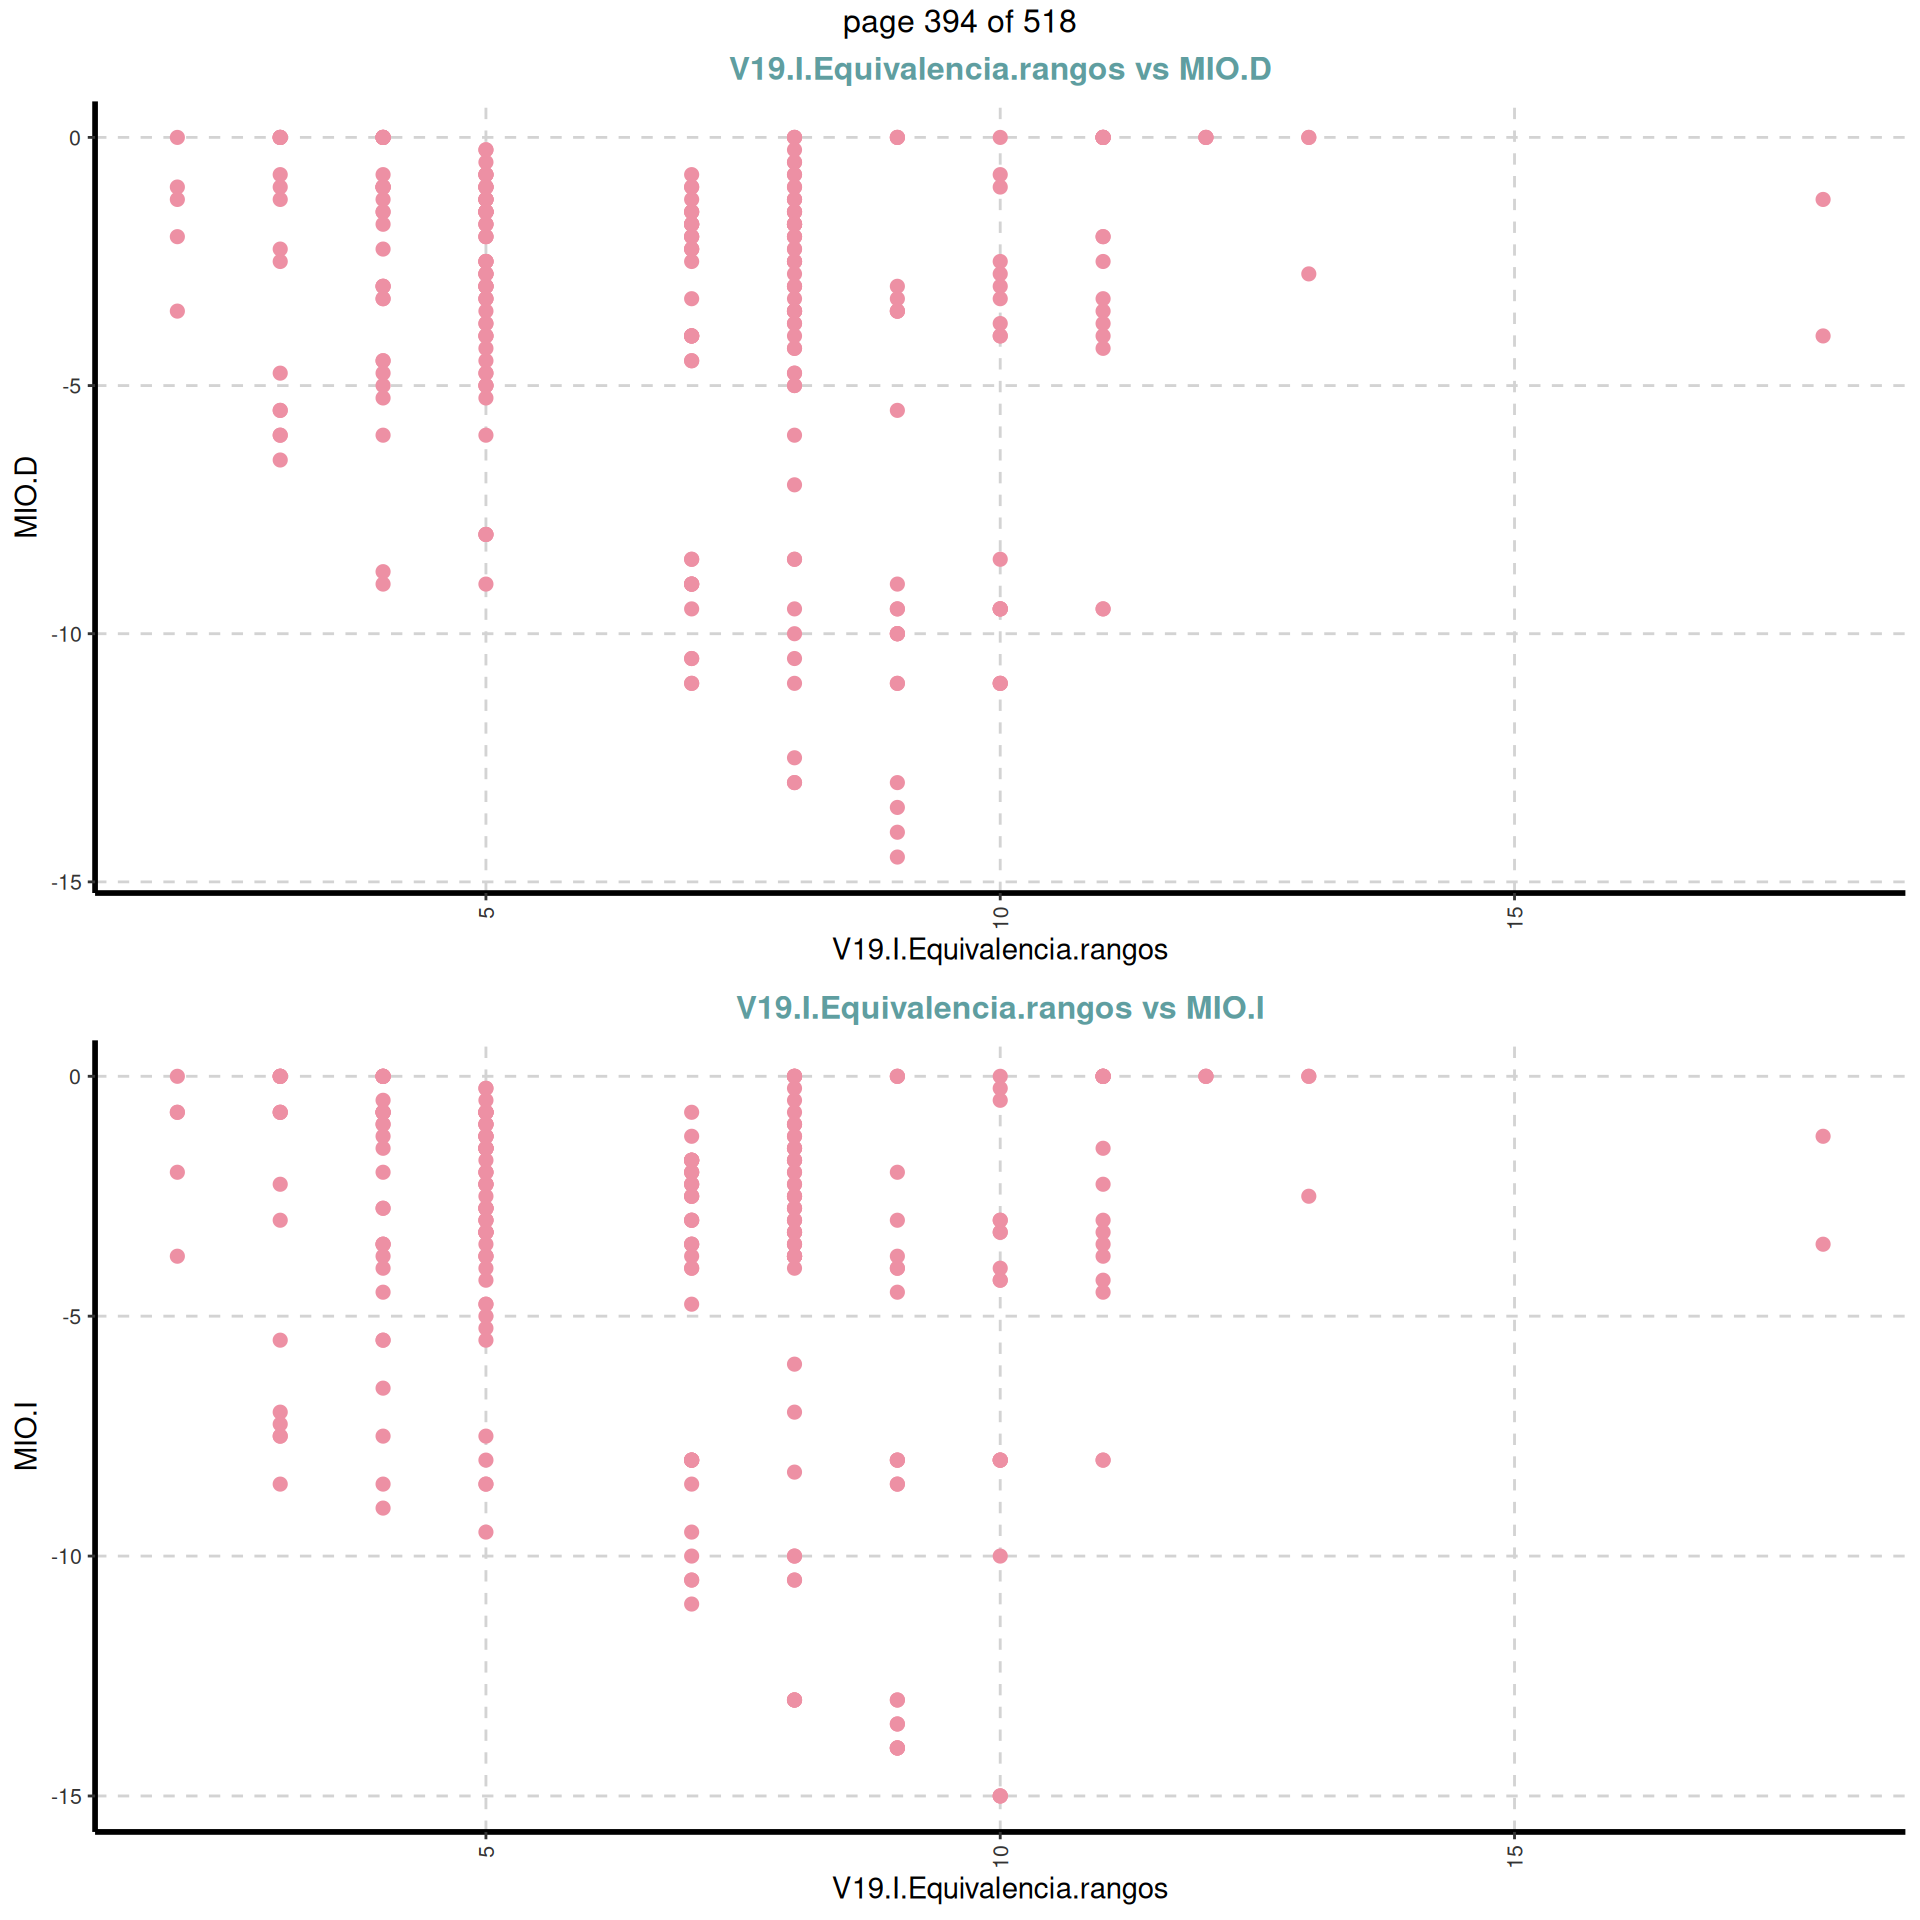 page 394 of 518
V19.I.Equivalencia.rangos vs MIO.D
0
-5
-10
-15
MIO.D
5
10
15
V19.I.Equivalencia.rangos
V19.I.Equivalencia.rangos vs MIO.I
0
-5
-10
-15
MIO.I
5
10
15
V19.I.Equivalencia.rangos